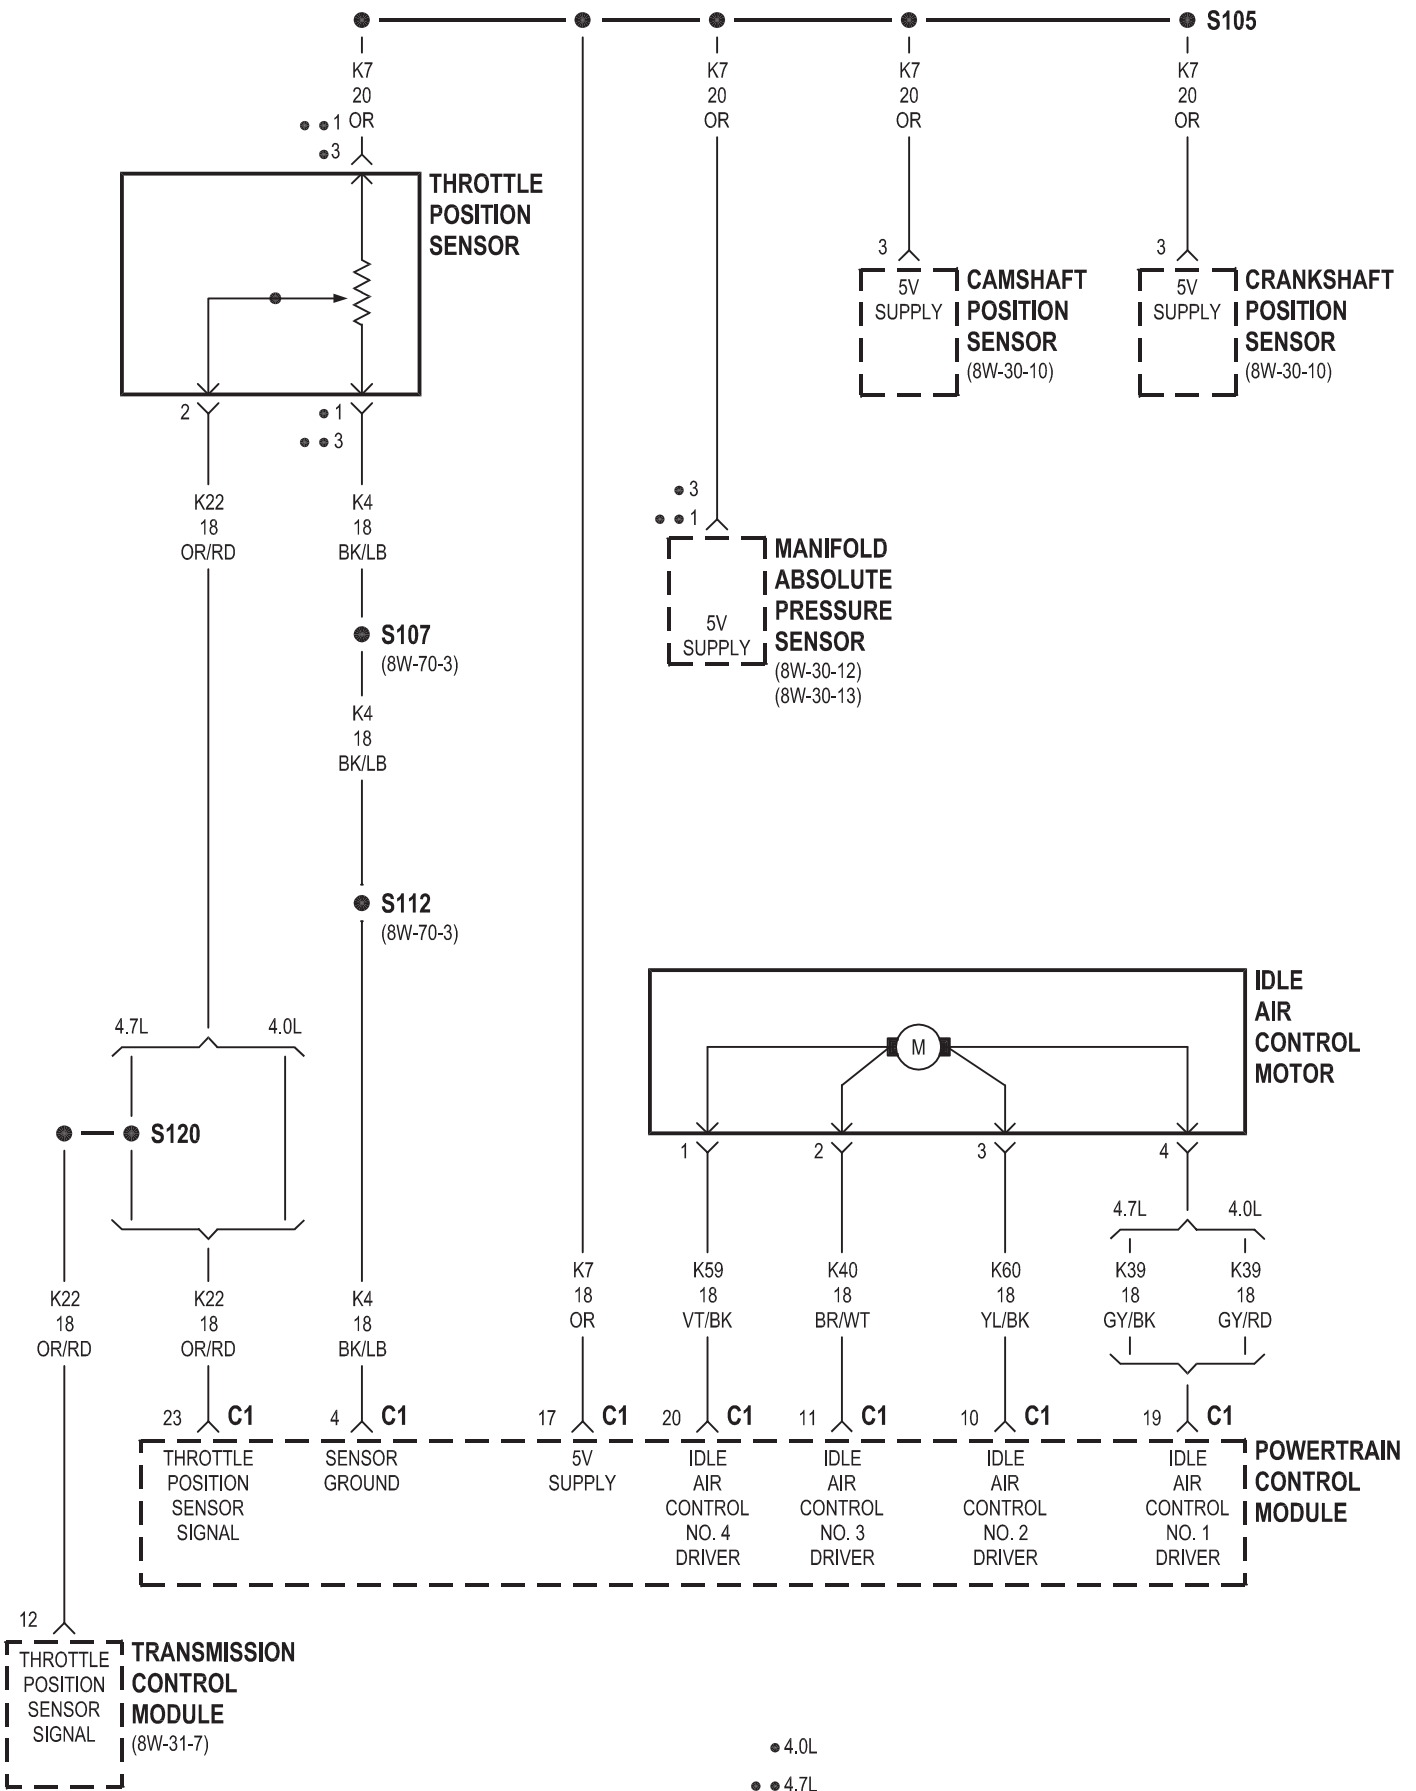 S105
K7
20
OR
K7
20
OR
K7
20
OR
K7
20
OR
1
3
THROTTLE
POSITION
SENSOR
2
1
3
3
5V
SUPPLY
CAMSHAFT
POSITION
SENSOR
(8W-30-10)
3
5V
SUPPLY
CRANKSHAFT
POSITION
SENSOR
(8W-30-10)
K22
18
OR/RD
K4
18
BK/LB
3
1
5V
SUPPLY
MANIFOLD
ABSOLUTE
PRESSURE
SENSOR
(8W-30-12)
(8W-30-13)
S107
(8W-70-3)
K4
18
BK/LB
S112
(8W-70-3)
4.7L
4.0L
S120
IDLE
AIR
CONTROL
MOTOR
M
1
2
3
4
4.7L
4.0L
K22
18
OR/RD
K22
18
OR/RD
K4
18
BK/LB
K7
18
OR
K59
18
VT/BK
K40
18
BR/WT
K60
18
YL/BK
K39
18
GY/BK
K39
18
GY/RD
23 C1
4 C1
17 C1
20 C1
11 C1
10 C1
19 C1
THROTTLE
POSITION
SENSOR
SIGNAL
SENSOR
GROUND
5V
SUPPLY
IDLE
AIR
CONTROL
NO. 4
DRIVER
IDLE
AIR
CONTROL
NO. 3
DRIVER
IDLE
AIR
CONTROL
NO. 2
DRIVER
IDLE
AIR
CONTROL
NO. 1
DRIVER
POWERTRAIN
CONTROL
MODULE
12
THROTTLE
POSITION
SENSOR
SIGNAL
TRANSMISSION
CONTROL
MODULE
(8W-31-7)
4.0L
4.7L